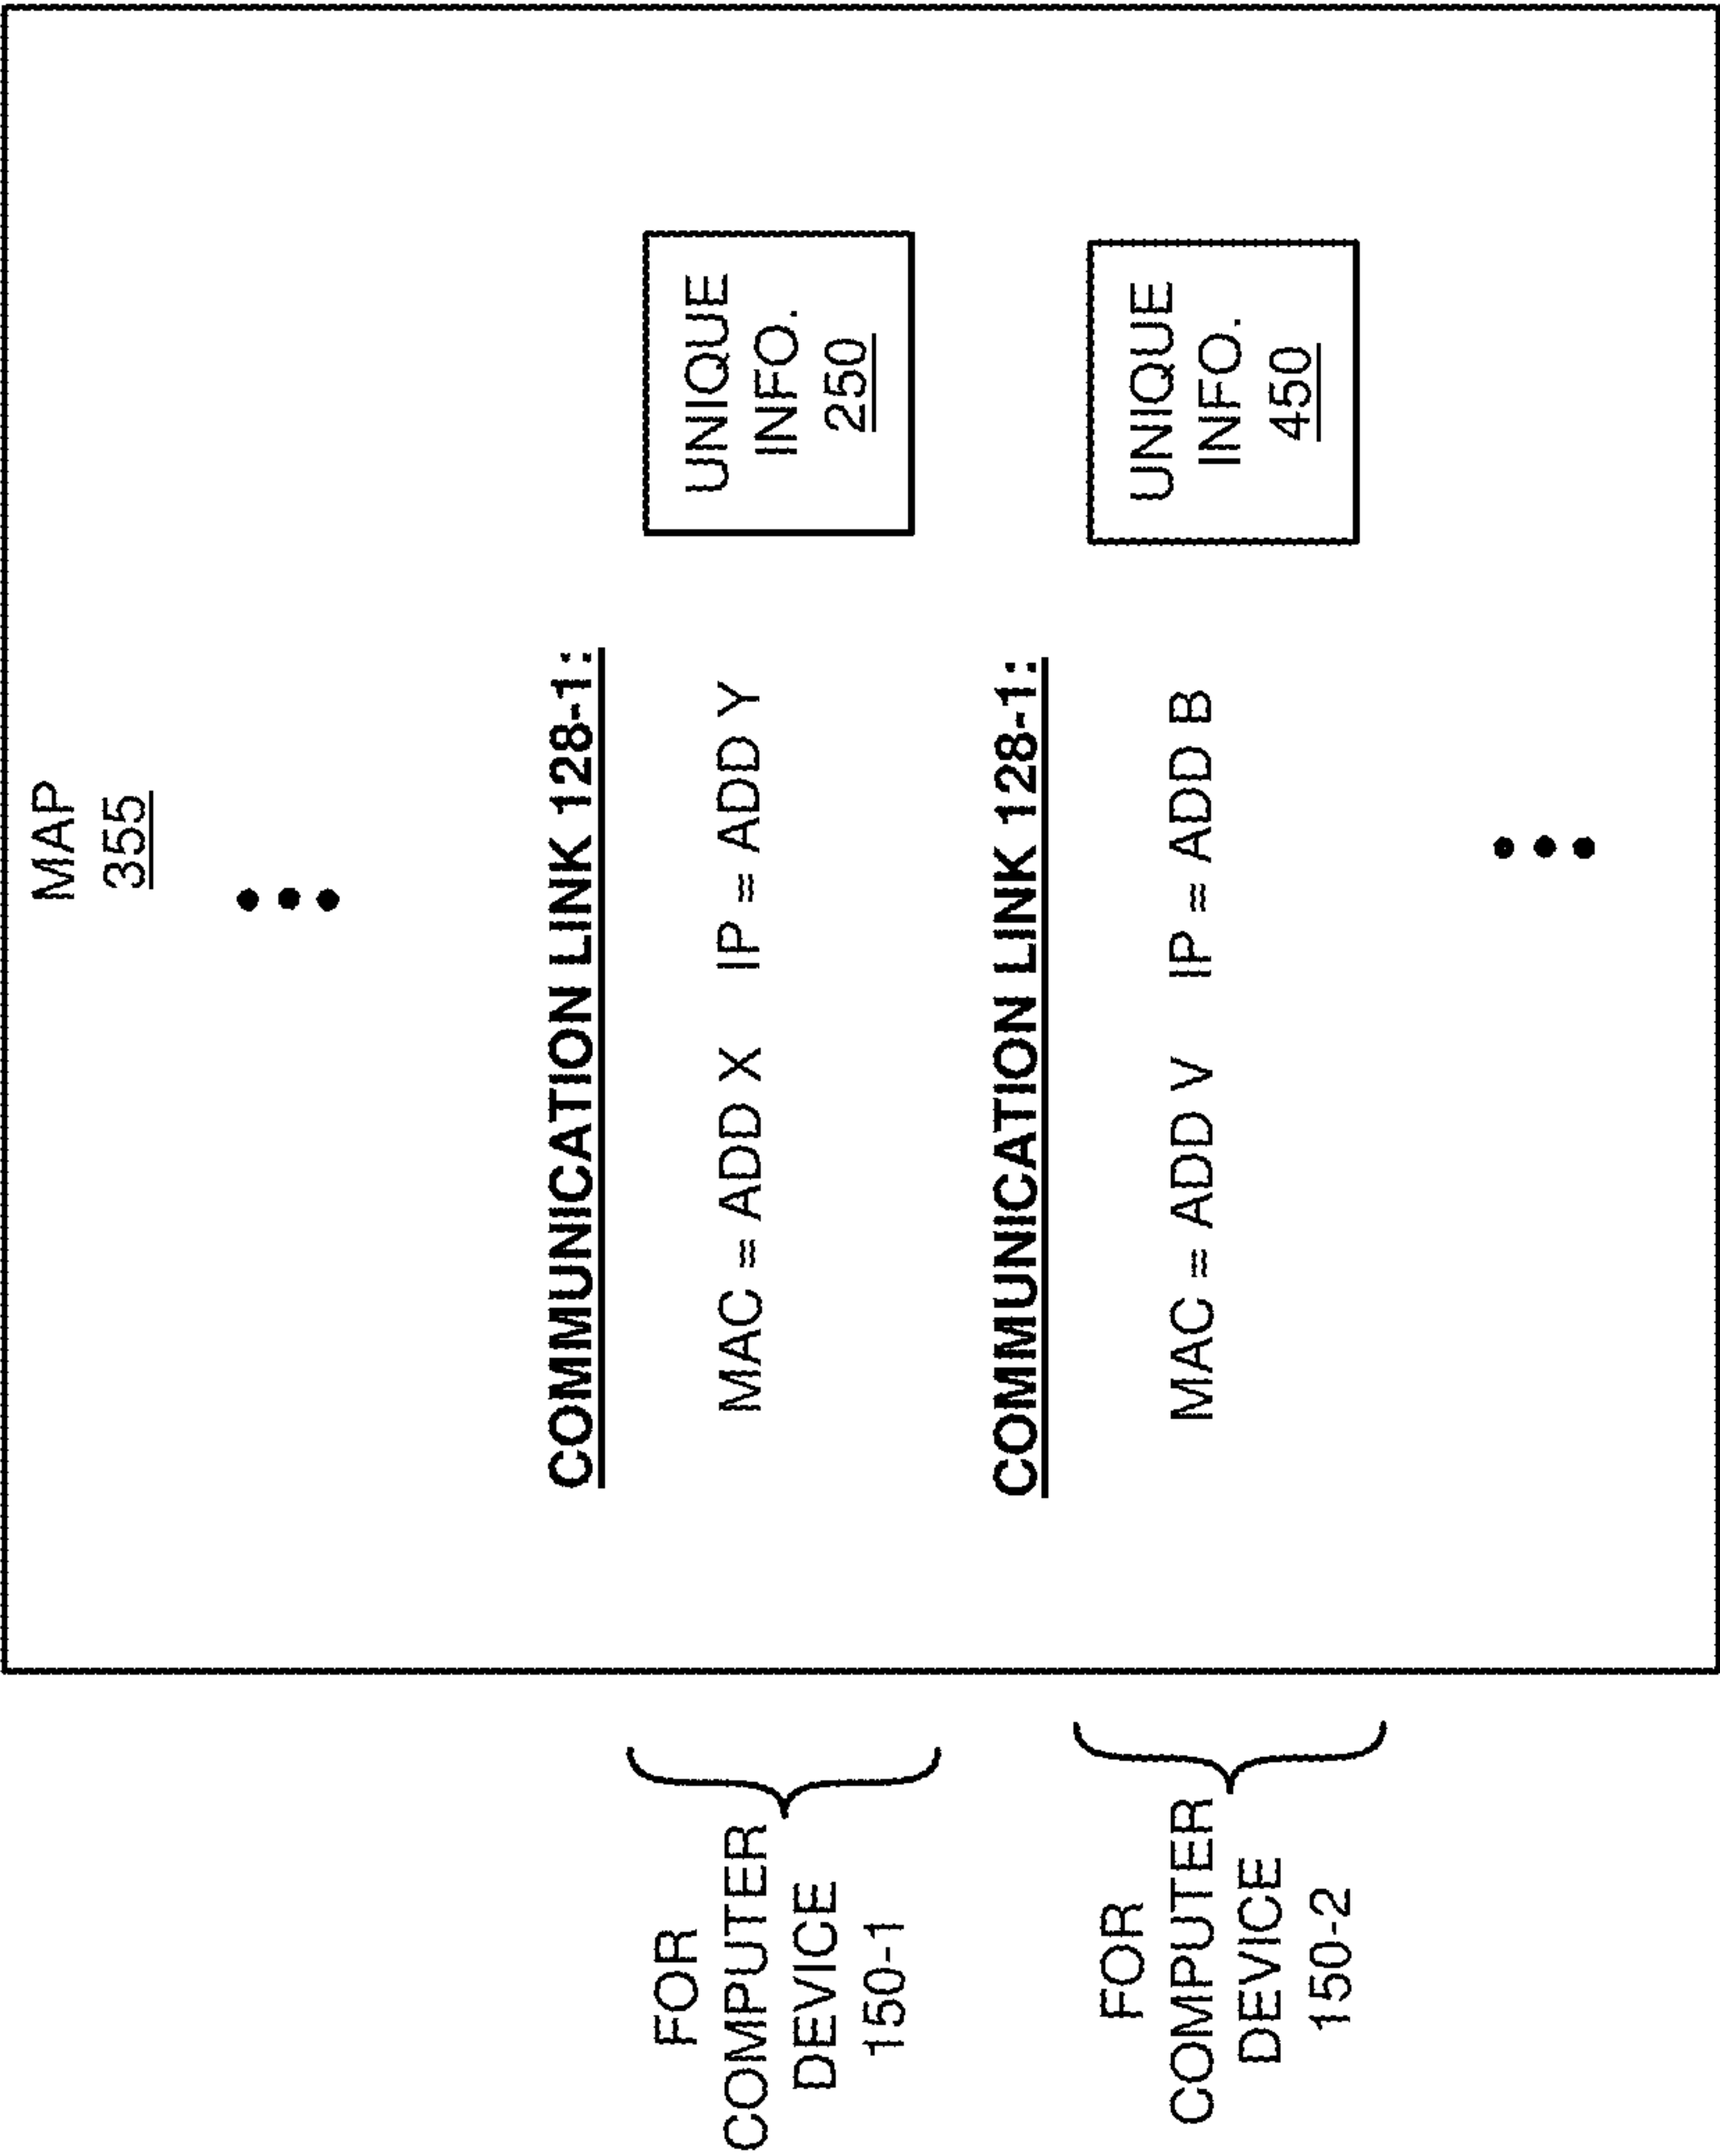 MAP
355
COMMUNICATION LINK 128-1:
FOR
COMPUTER
DEVICE
150-1
MAC = ADD X IP = ADD Y
UNIQUE
INFO.
250
COMMUNICATION LINK 128-1:
FOR
COMPUTER
DEVICE
150-2
MAC = ADD V IP = ADD B
UNIQUE
INFO.
450